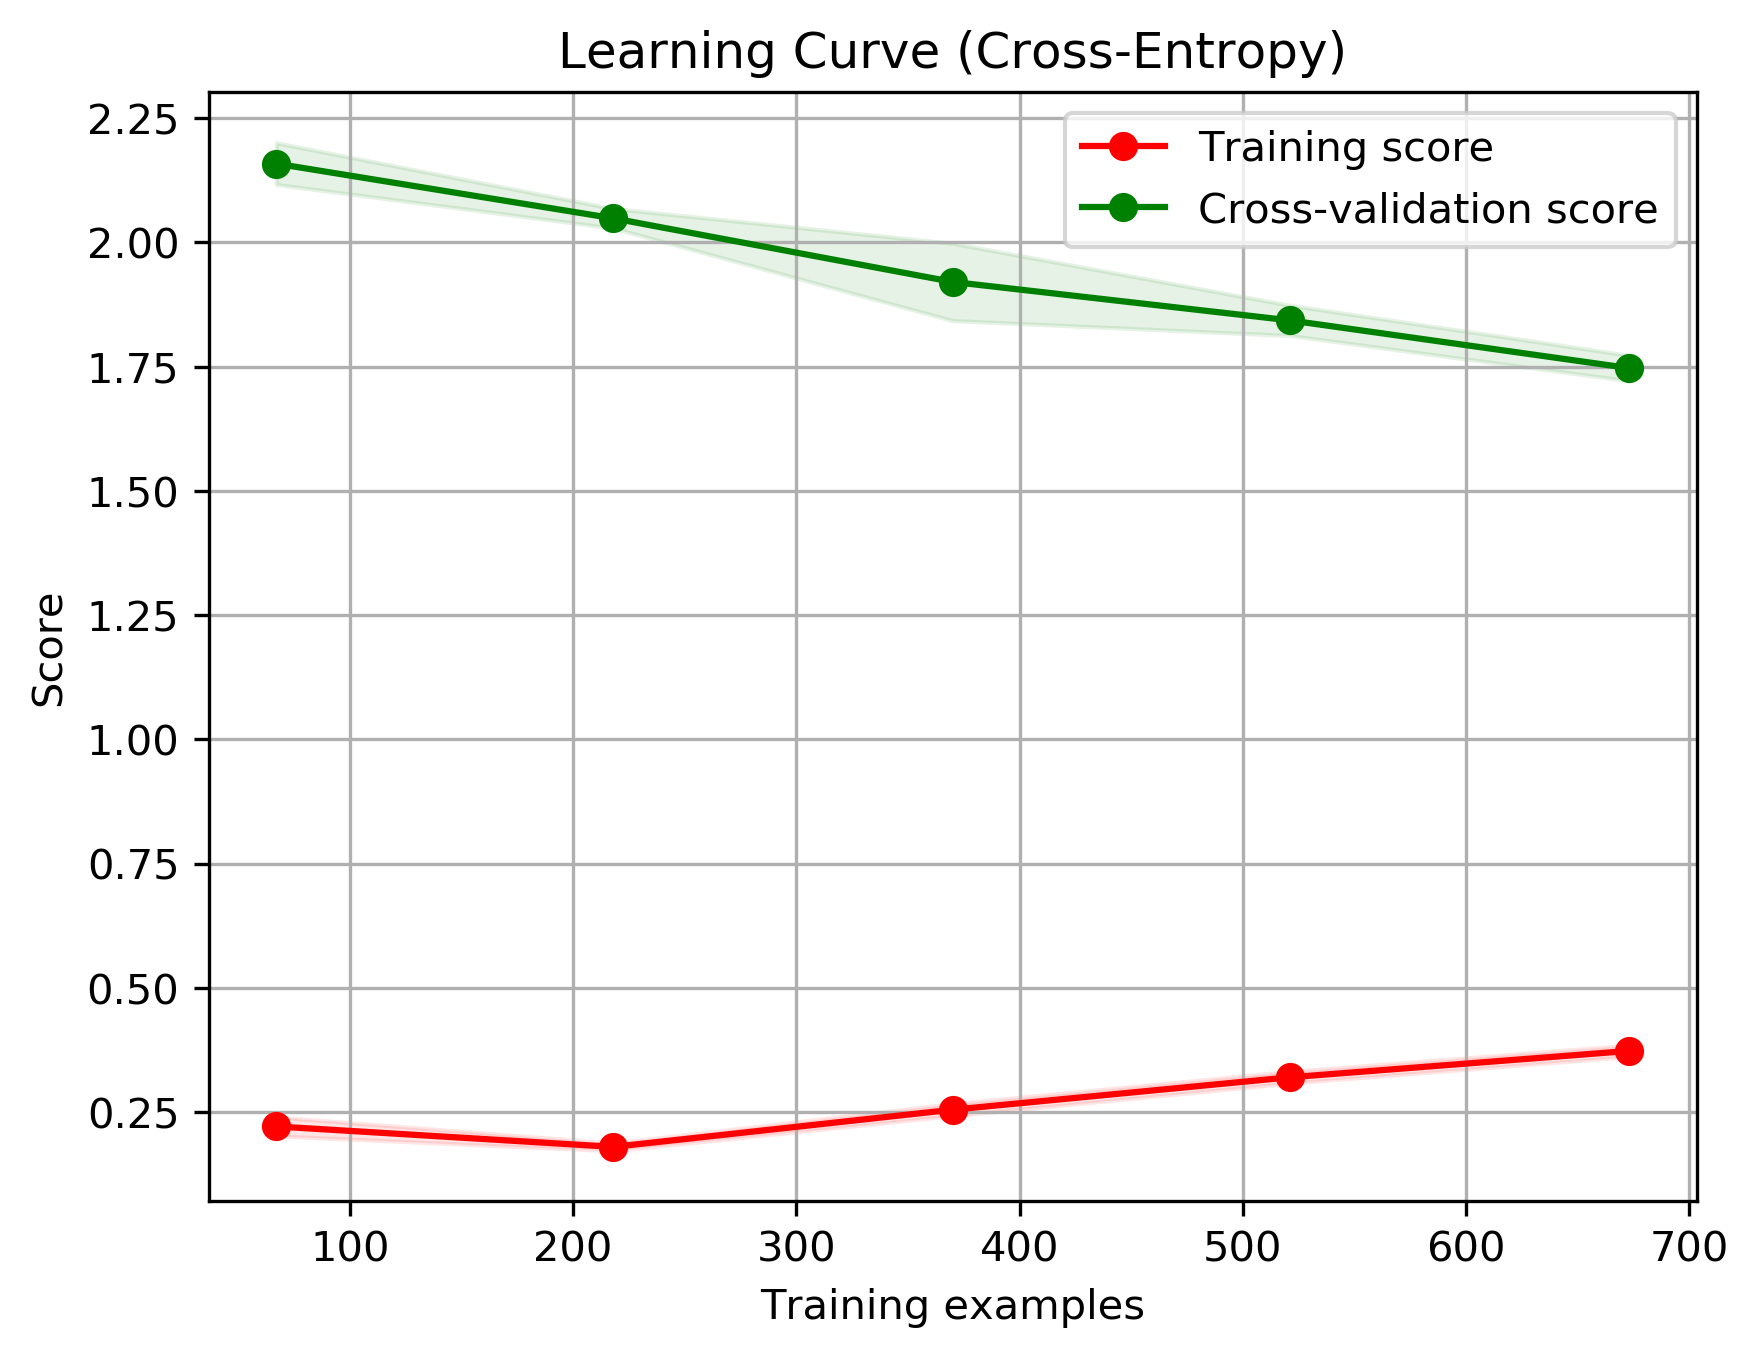 Learning Curve (Cross-Entropy)
Training score
Cross-validation score
2.25
2.00
1.75
1.50
1.25
1.00
0.75
0.50
0.25
Score
100 200 300 400 500 600 700
Training examples